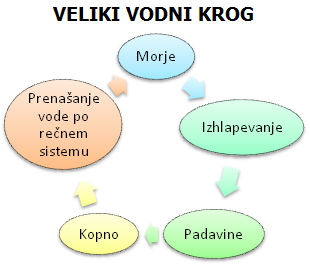 VELIKI VODNI KROG
Morje
Izhlapevanje
Padavine
Kopno
Prenašanje
vode po
rečnem
sistemu